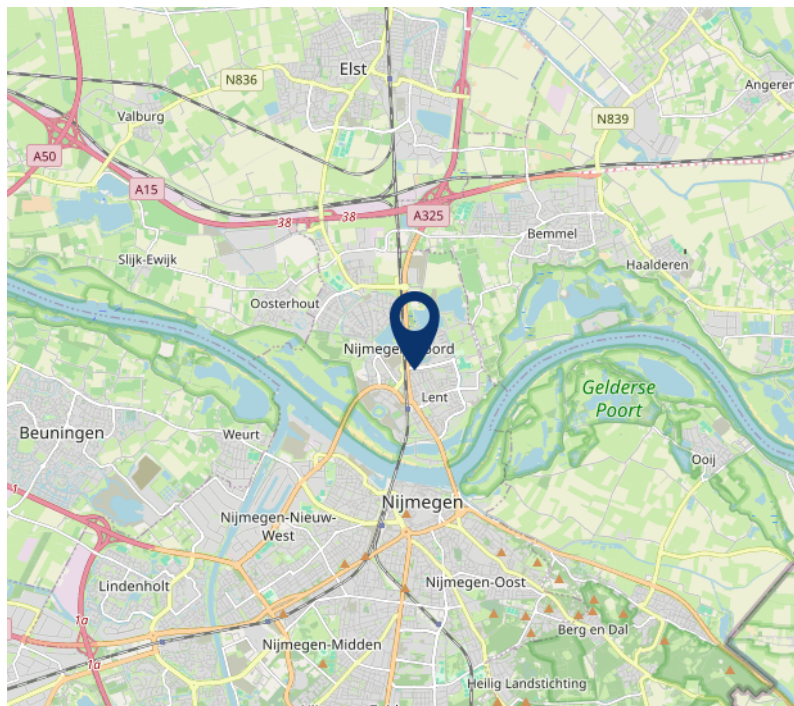 Elst
N836
Angeren
Valburg
N839
A50
A15
38
38
A325
Bemmel
Slijk-Ewijk
Haalderen
Oosterhout
Nijmegen-Noord
Gelderse
Poort
Lent
Beuningen
Weurt
Ooij
1
Nijmegen
Nijmegen-Nieuw-
West
Lindenholt
Nijmegen-Oost
1a
Berg en Dal
Nijmegen-Midden
1a
Heilig Landstichting